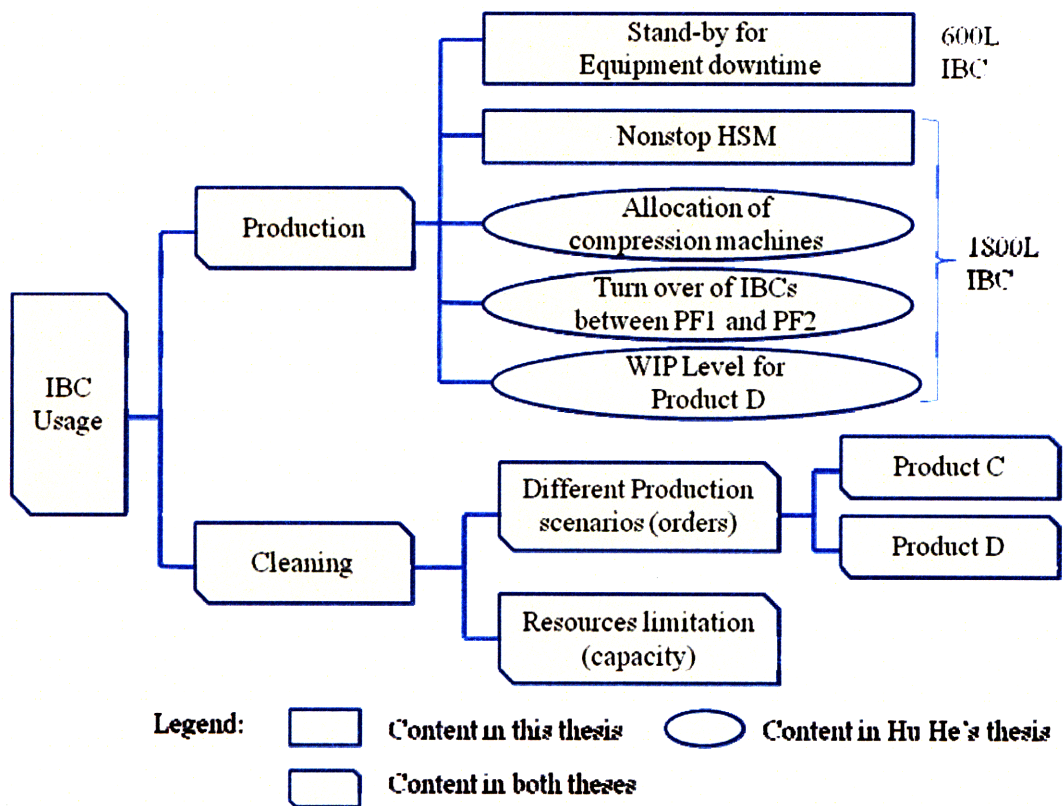 Stand-by for
Equipment downtime
600L
IBC
Nonstop HSM
Production
Allocation of
compression machines
1800L
IBC
Turn over of IBCs
between PF1 and PF2
WIP Level for
Product D
IBC
Usage
Different Production
scenarios (orders)
Product C
Product D
Cleaning
Resources limitation
(capacity)
Legend:
Content in this thesis
Content in Hu He's thesis
Content in both theses